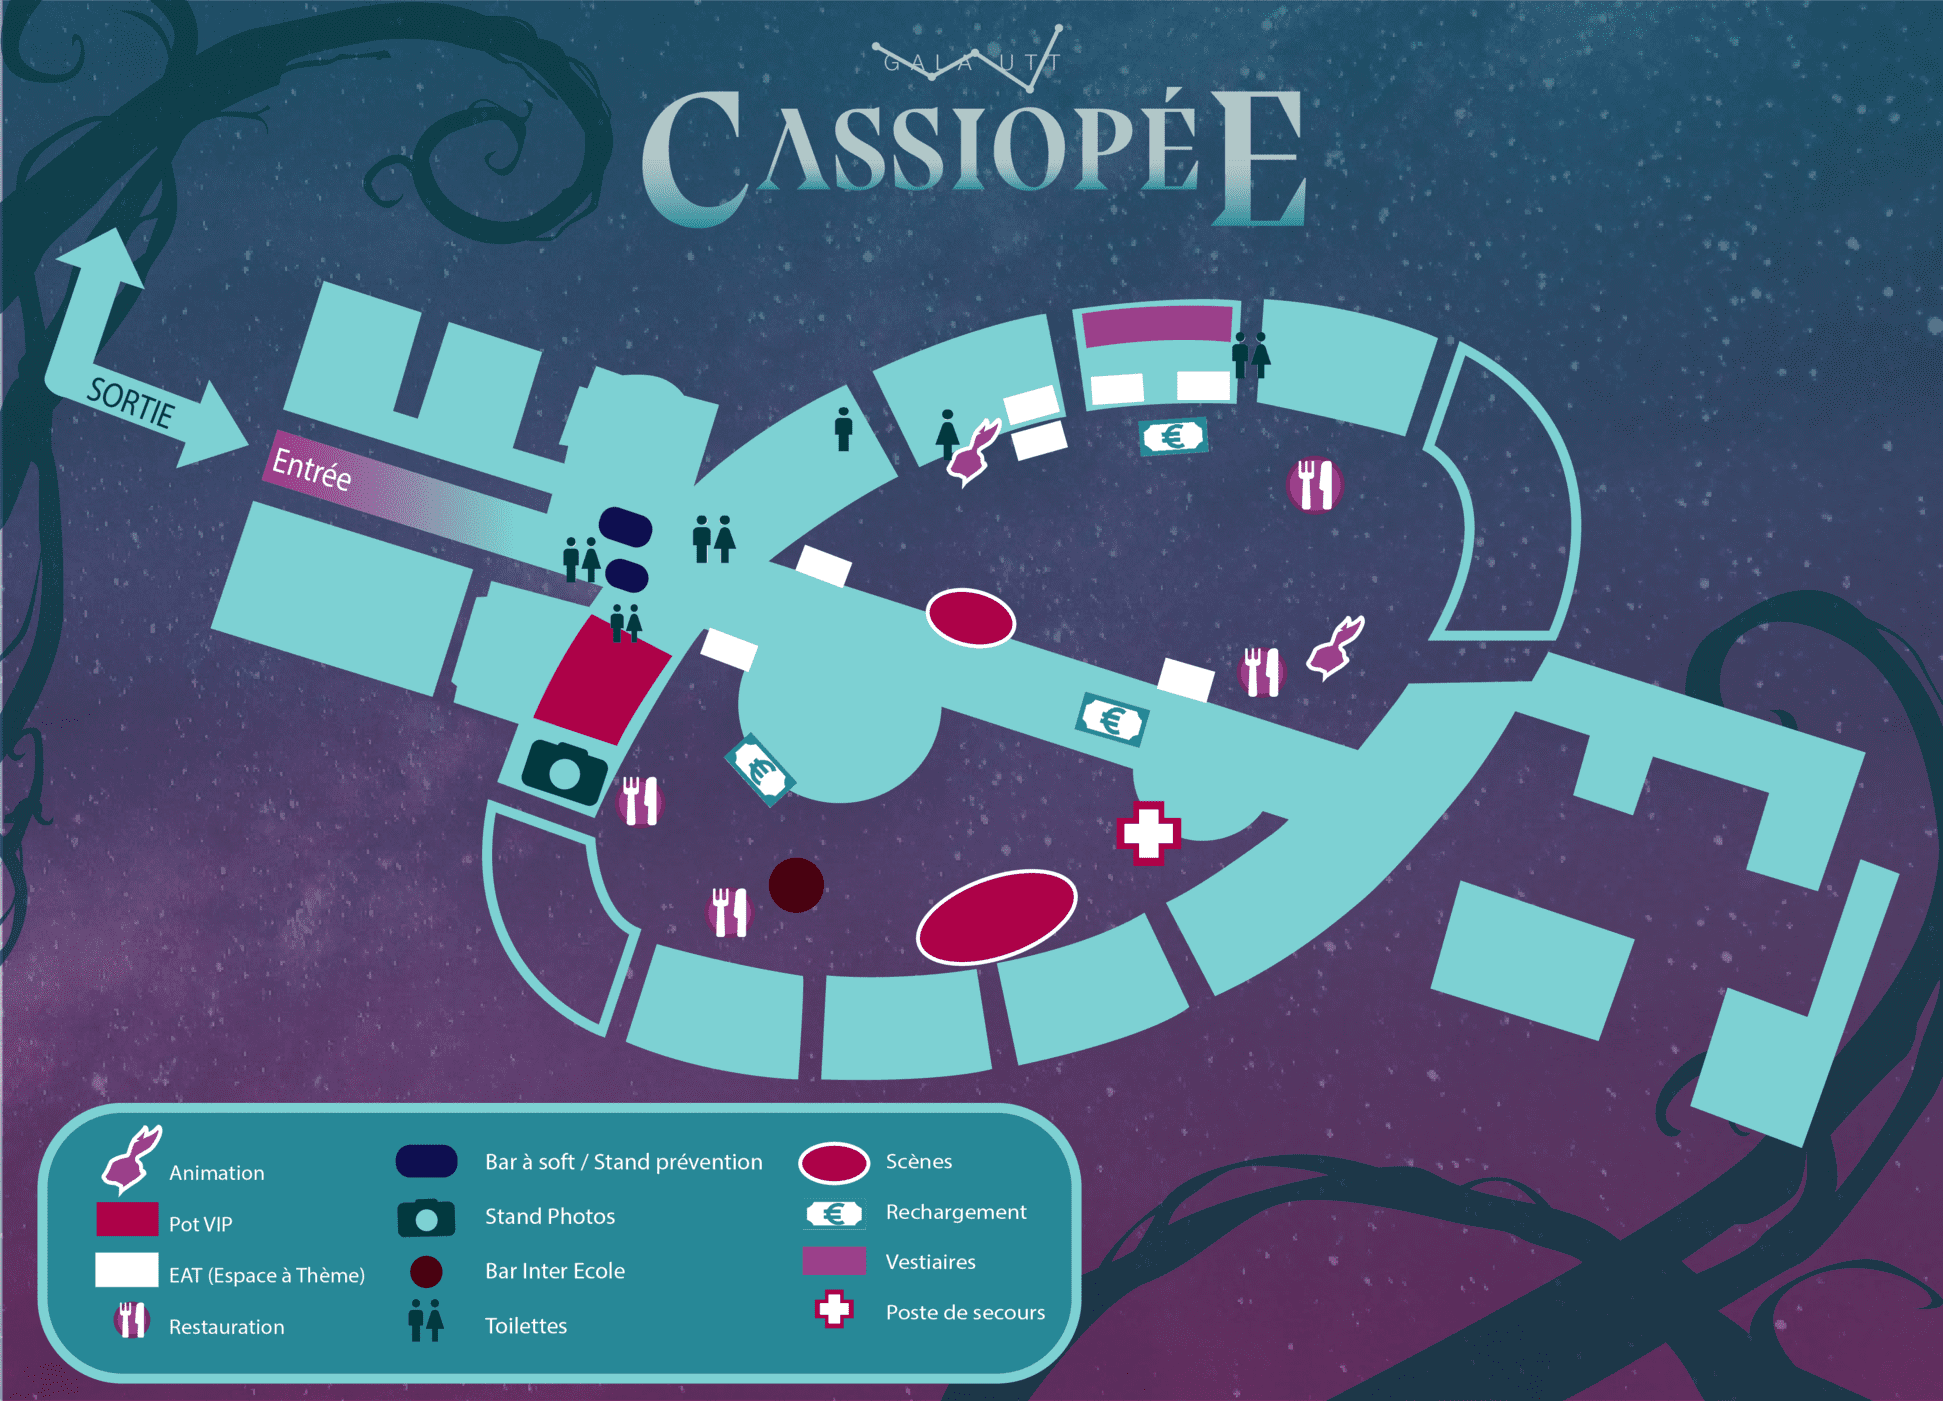 GALA UTT
CASSIOPÉE
SORTIE
Entrée
€
€
€
Animation
Pot VIP
EAT (Espace à Thème)
Restauration
Bar à soft / Stand prévention
Stand Photos
Bar Inter Ecole
Toilettes
Scènes
€
Rechargement
Vestiaires
Poste de secours